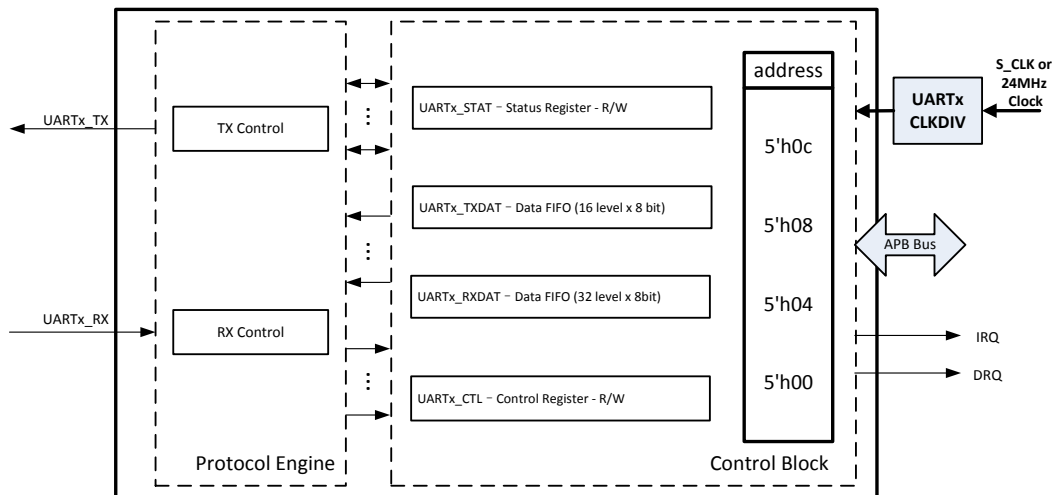 address
S_CLK or
24MHz
Clock
UARTx_STAT – Status Register - R/W
UARTx
CLKDIV
UARTx_TX
TX Control
5'h0c
UARTx_TXDAT – Data FIFO (16 level x 8 bit)
5'h08
APB Bus
UARTx_RXDAT – Data FIFO (32 level x 8bit)
5'h04
UARTx_RX
RX Control
IRQ
DRQ
5'h00
UARTx_CTL – Control Register - R/W
Protocol Engine
Control Block